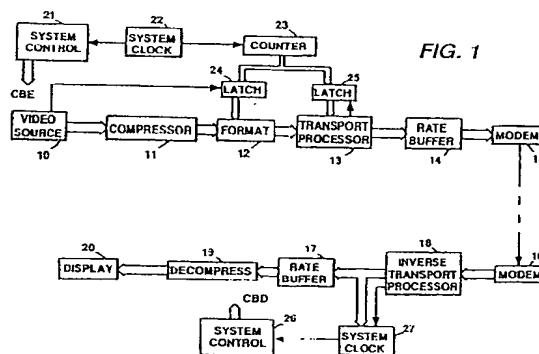 21
22
23
SYSTEM CONTROL
SYSTEM CLOCK
COUNTER
FIG. 1
24
25
CBE
LATCH
LATCH
VIDEO SOURCE
COMPRESSOR
FORMAT
TRANSPORT PROCESSOR
RATE BUFFER
MODEM
10
11
12
13
14
20
19
17
18
DISPLAY
DECOMPRESS
RATE BUFFER
INVERSE TRANSPORT PROCESSOR
MODEM
CBD
26
27
SYSTEM CONTROL
SYSTEM CLOCK